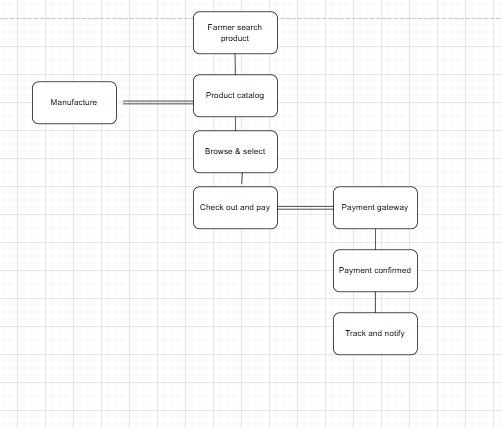 Farmer search
product
Product catalog
Manufacture
Browse & select
Check out and pay
Payment gateway
Payment confirmed
Track and notify